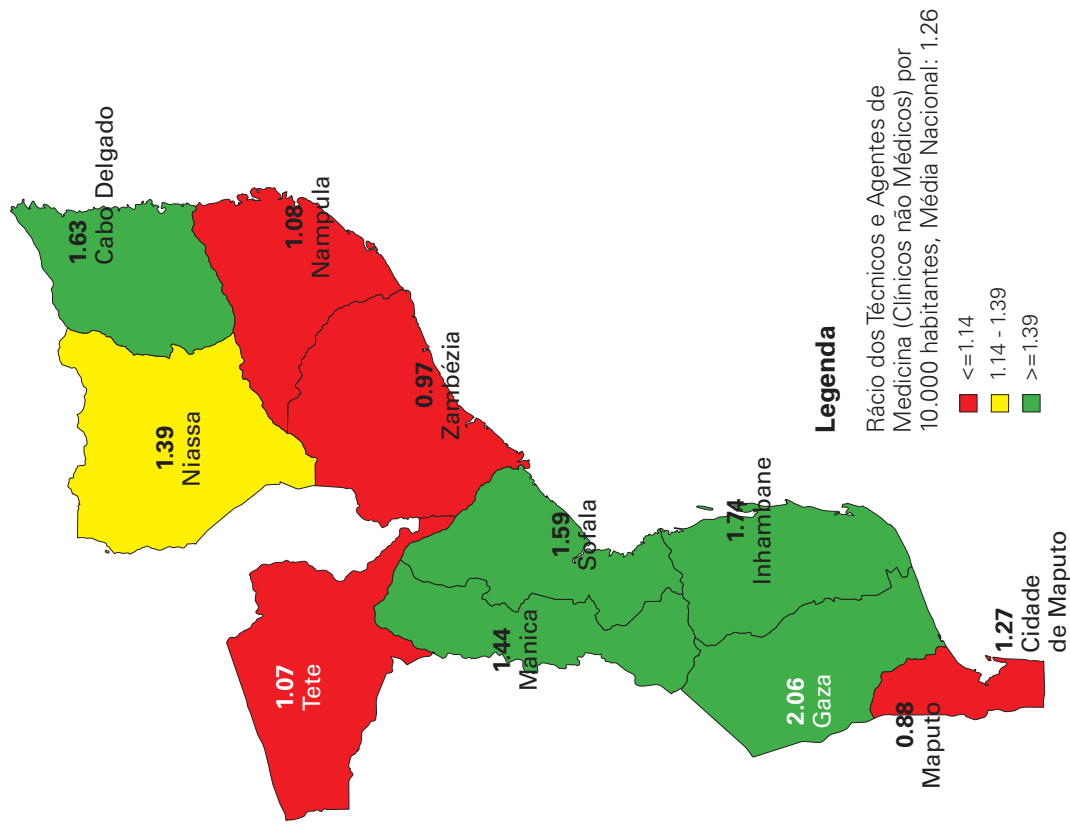 1.63
Cabo Delgado
1.39
Niassa
1.08
Nampula
0.97
Zambézia
1.07
Tete
1.44
Manica
1.59
Sofala
1.74
Inhambane
2.06
Gaza
0.88
Maputo
1.27
Cidade
de Maputo
Legenda
Rácio dos Técnicos e Agentes de
Medicina (Clínicos não Médicos) por
10.000 habitantes, Média Nacional: 1.26
<=1.14
1.14 - 1.39
>=1.39